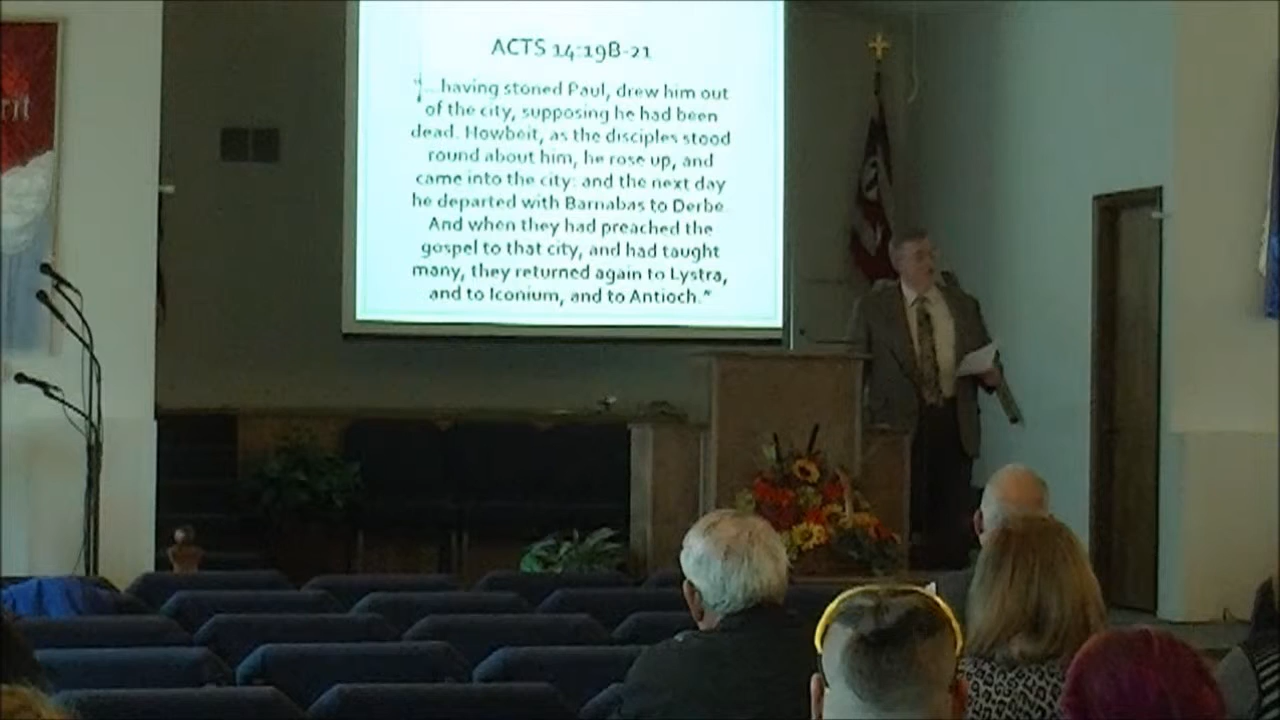 ACTS 14:19B-21
"...having stoned Paul, drew him out
of the city, supposing he had been
dead. Howbeit, as the disciples stood
round about him, he rose up, and
came into the city: and the next day
he departed with Barnabas to Derbe.
And when they had preached the
gospel to that city, and had taught
many, they returned again to Lystra,
and to Iconium, and to Antioch."